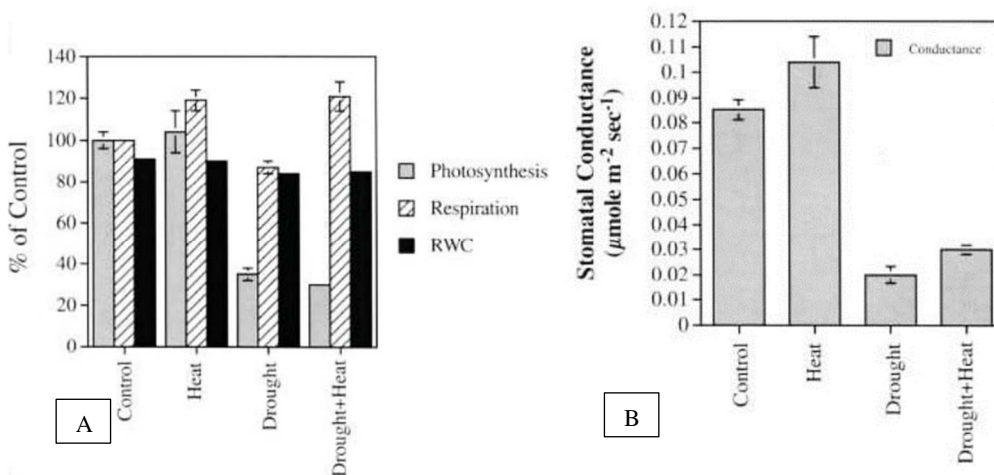 % of Control
140
120
100
80
60
40
20
0
Control
Heat
Drought
Drought+Heat
Photosynthesis
Respiration
RWC
A
Stomatal Conductance
(µmole m⁻² sec⁻¹)
0.12
0.11
0.1
0.09
0.08
0.07
0.06
0.05
0.04
0.03
0.02
0.01
0
Conductance
Control
Heat
Drought
Drought+Heat
B